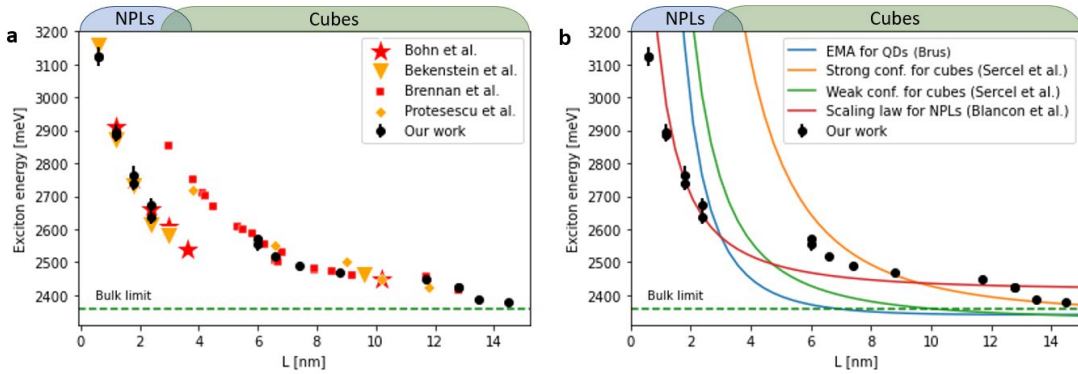 NPLs Cubes
a
3200
3100
3000
2900
2800
2700
2600
2500
2400
Exciton energy [meV]
Bohn et al.
Bekenstein et al.
Brennan et al.
Protesescu et al.
Our work
Bulk limit
0 2 4 6 8 10 12 14
L [nm]
NPLs Cubes
b
3200
3100
3000
2900
2800
2700
2600
2500
2400
Exciton energy [meV]
EMA for QDs (Brus)
Strong conf. for cubes (Sercel et al.)
Weak conf. for cubes (Sercel et al.)
Scaling law for NPLs (Blancon et al.)
Our work
Bulk limit
0 2 4 6 8 10 12 14
L [nm]